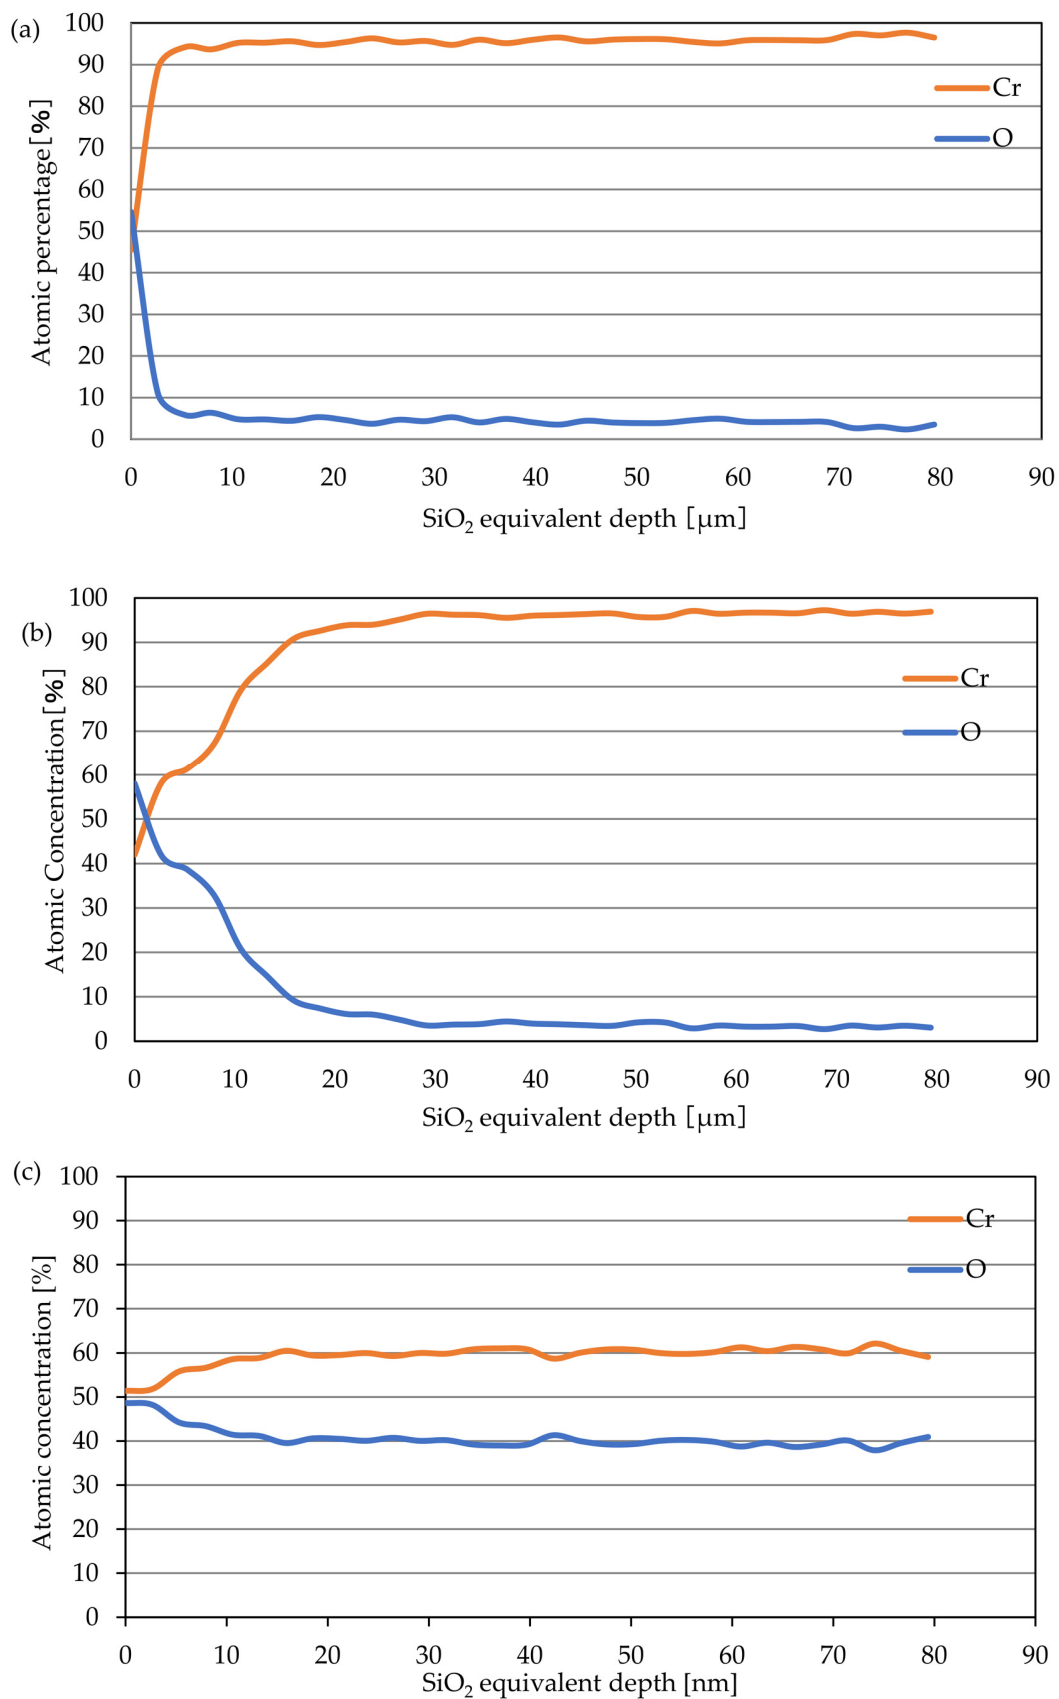 (a)
100
90
80
70
60
50
40
30
20
10
0
Atomic percentage[%]
Cr
O
0 10 20 30 40 50 60 70 80 90
SiO₂ equivalent depth [μm]
(b)
100
90
80
70
60
50
40
30
20
10
0
Atomic Concentration[%]
Cr
O
0 10 20 30 40 50 60 70 80 90
SiO₂ equivalent depth [μm]
(c)
100
90
80
70
60
50
40
30
20
10
0
Atomic concentration [%]
Cr
O
0 10 20 30 40 50 60 70 80 90
SiO₂ equivalent depth [nm]